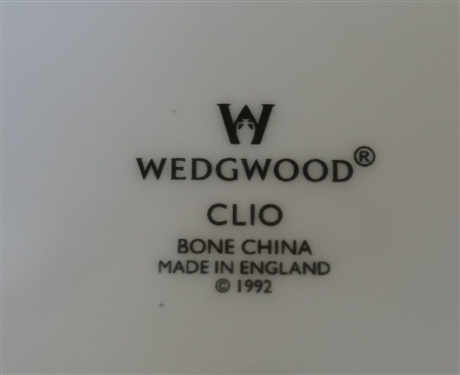 W
WEDGWOOD®
CLIO
BONE CHINA
MADE IN ENGLAND
© 1992